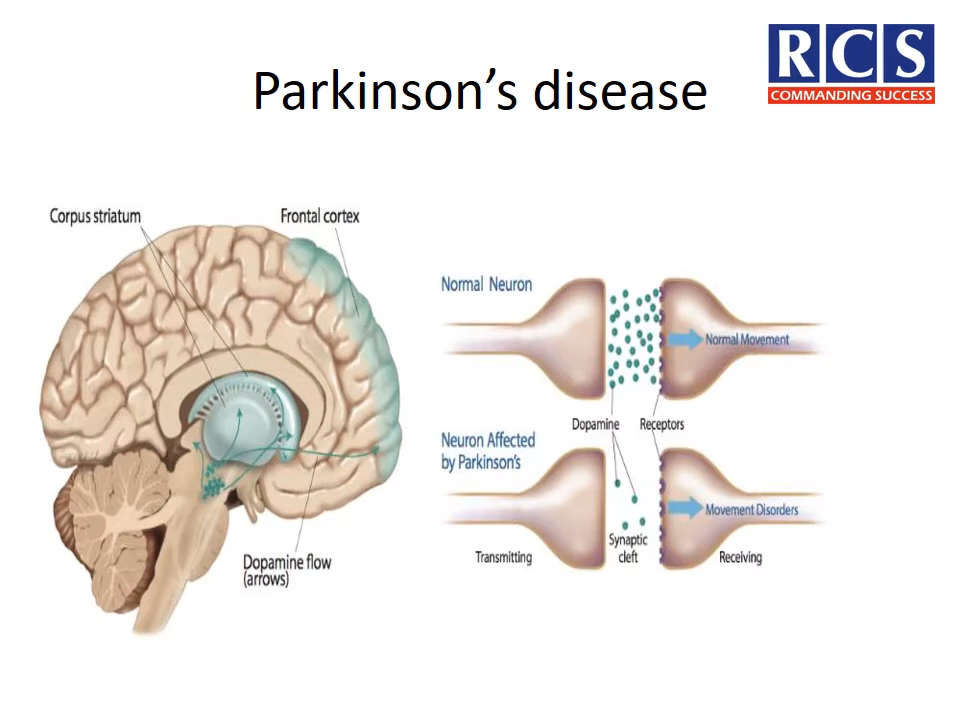 RCS
COMMANDING SUCCESS
Parkinson’s disease
Corpus striatum
Frontal cortex
Dopamine flow
(arrows)
Normal Neuron
Normal Movement
Dopamine
Receptors
Neuron Affected
by Parkinson's
Movement Disorders
Synaptic
cleft
Transmitting
Receiving